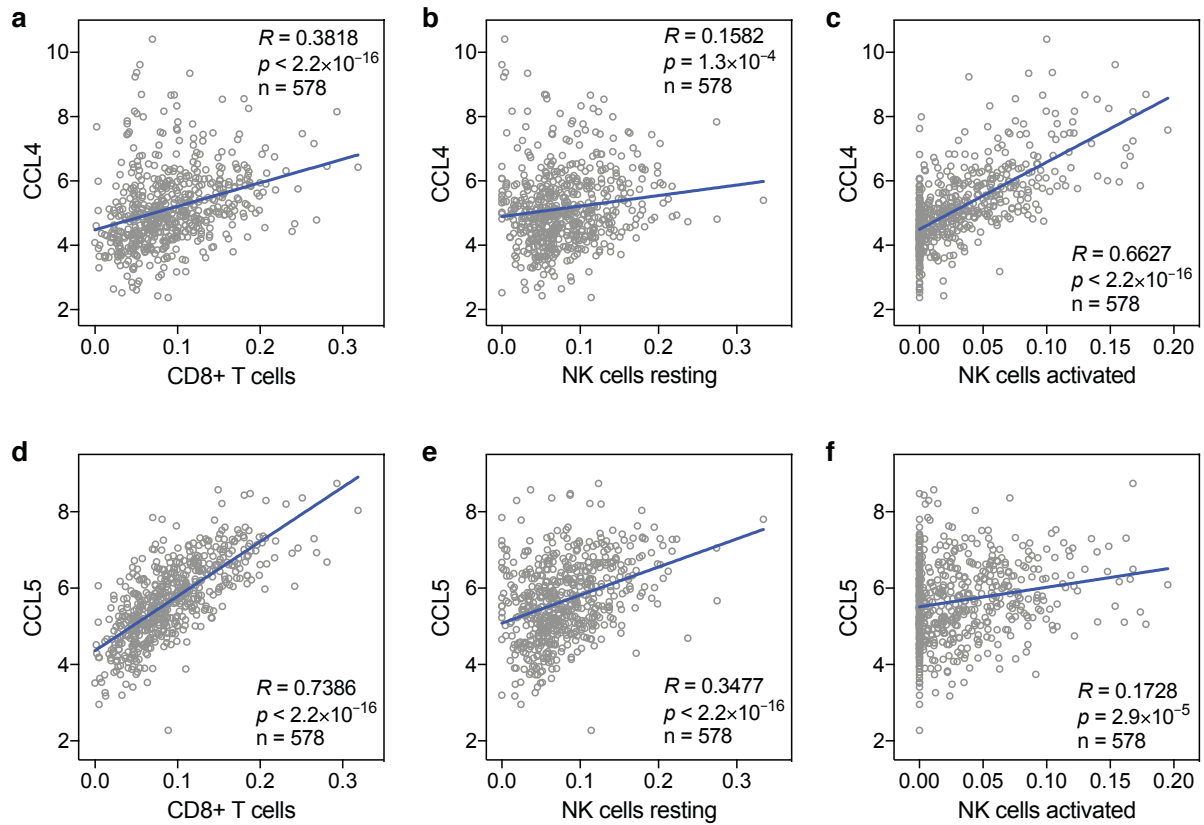 a
R = 0.3818
p < 2.2×10⁻¹⁶
n = 578
CCL4
10
8
6
4
2
0.0 0.1 0.2 0.3
CD8+ T cells
b
R = 0.1582
p = 1.3×10⁻⁴
n = 578
CCL4
10
8
6
4
2
0.0 0.1 0.2 0.3
NK cells resting
c
CCL4
10
8
6
4
2
R = 0.6627
p < 2.2×10⁻¹⁶
n = 578
0.00 0.05 0.10 0.15 0.20
NK cells activated
d
CCL5
8
6
4
2
R = 0.7386
p < 2.2×10⁻¹⁶
n = 578
0.0 0.1 0.2 0.3
CD8+ T cells
e
CCL5
8
6
4
2
R = 0.3477
p < 2.2×10⁻¹⁶
n = 578
0.0 0.1 0.2 0.3
NK cells resting
f
CCL5
8
6
4
2
R = 0.1728
p = 2.9×10⁻⁵
n = 578
0.00 0.05 0.10 0.15 0.20
NK cells activated